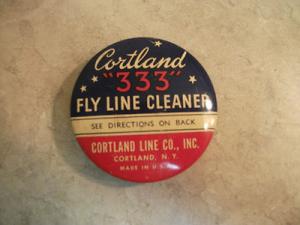 Cortland
"333"
FLY LINE CLEANER
SEE DIRECTIONS ON BACK
CORTLAND LINE CO., INC.
CORTLAND, N. Y.
MADE IN U.S.A.